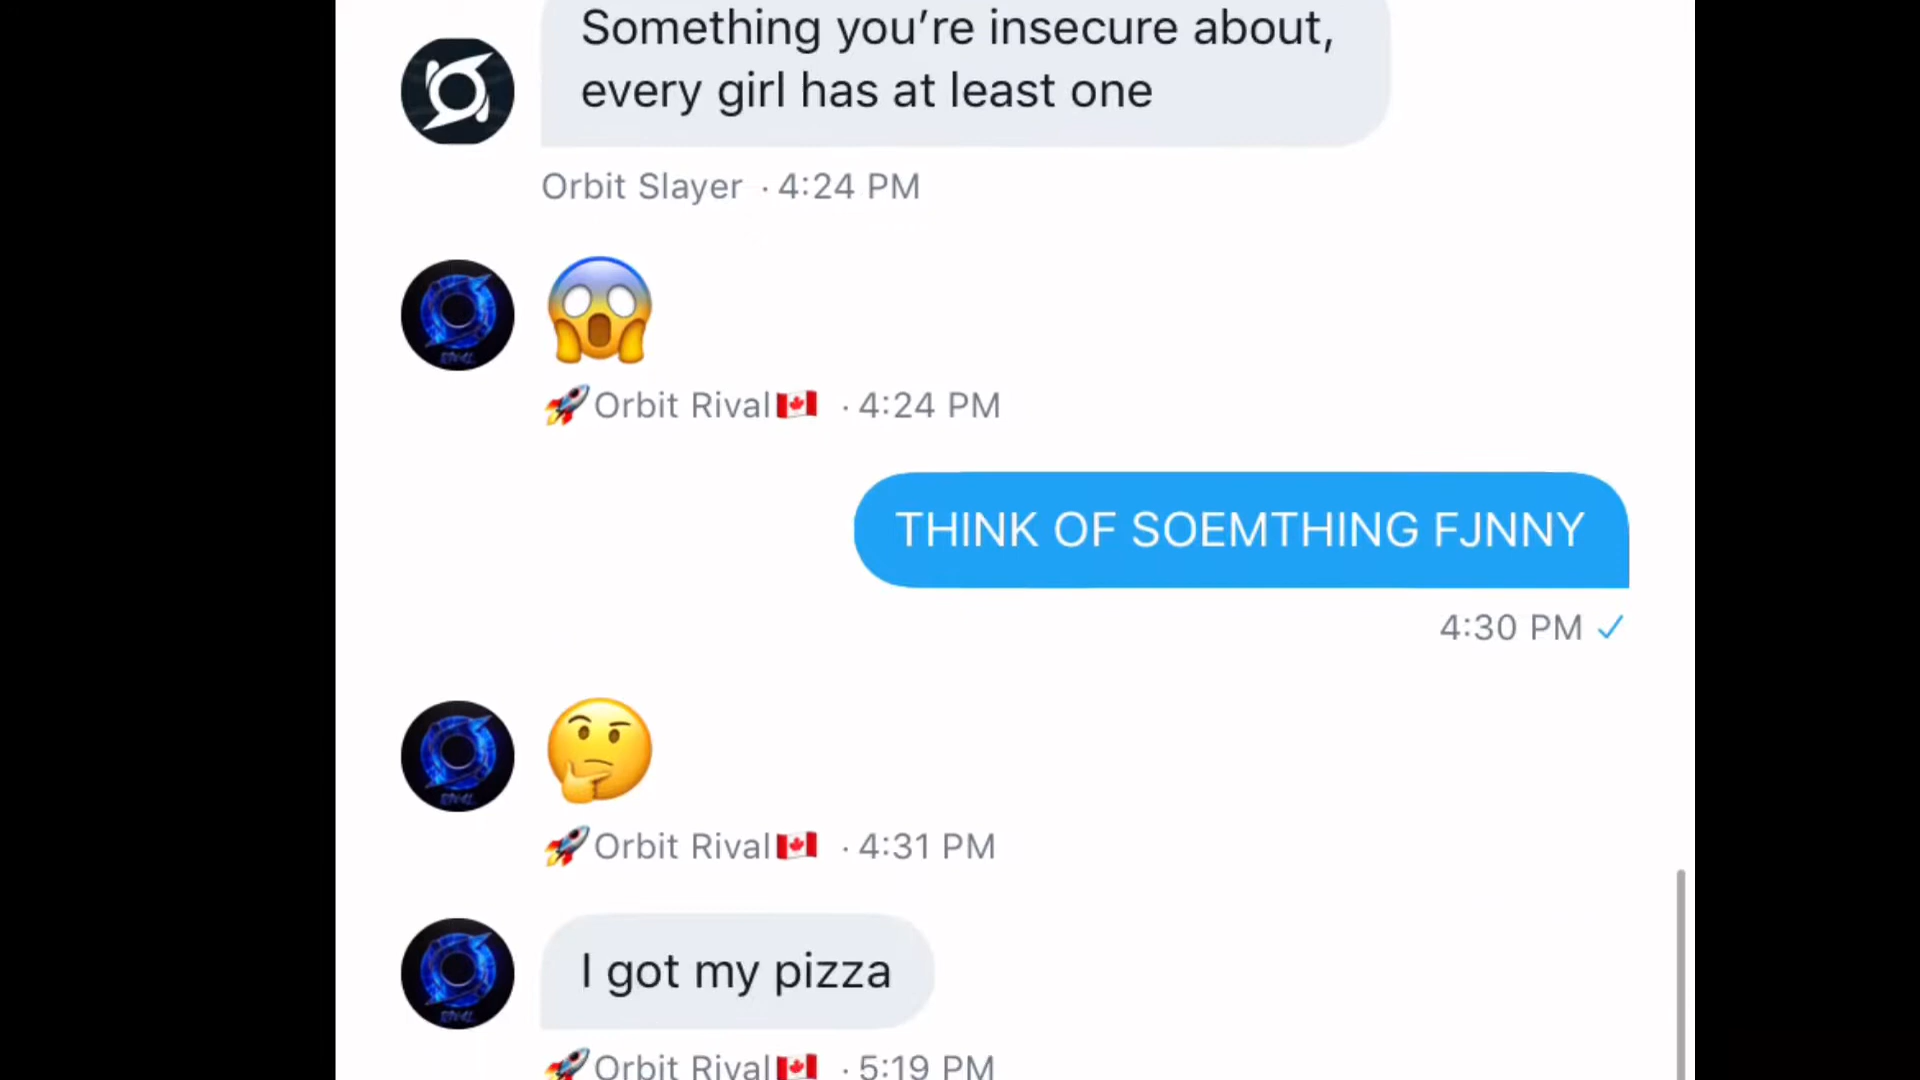 Something you’re insecure about,
every girl has at least one
Orbit Slayer · 4:24 PM
😱
🚀Orbit Rival🇨🇦 · 4:24 PM
THINK OF SOEMTHING FJNNY
4:30 PM ✓
🤔
🚀Orbit Rival🇨🇦 · 4:31 PM
I got my pizza
🚀Orbit Rival🇨🇦 · 5:19 PM